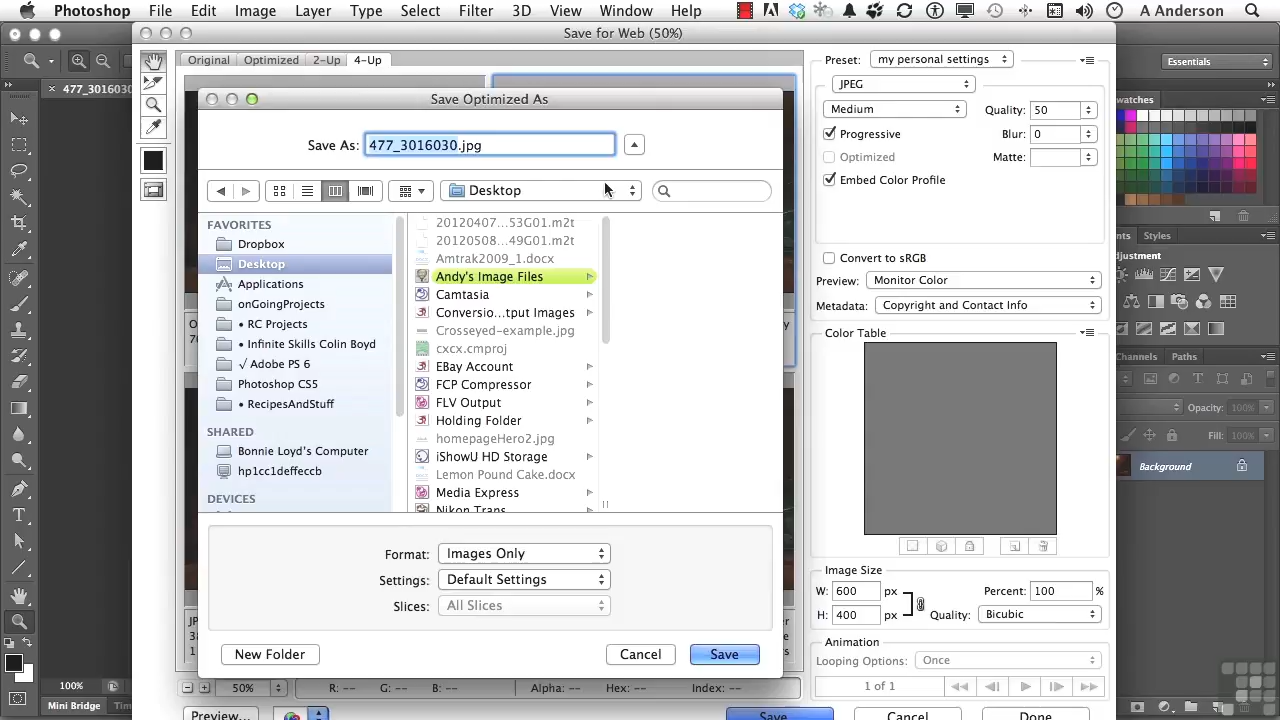 Photoshop File Edit Image Layer Type Select Filter 3D View Window Help A Anderson
Save for Web (50%)
Essentials
477_3016030
Original Optimized 2-Up 4-Up
Preset: my personal settings
JPEG
Medium Quality: 50
Progressive Blur: 0
Optimized Matte:
Embed Color Profile
Convert to sRGB
Preview: Monitor Color
Metadata: Copyright and Contact Info
Color Table
Image Size
W: 600 px Percent: 100 %
H: 400 px Quality: Bicubic
Animation
Looping Options: Once
1 of 1
Save Optimized As
Save As: 477_3016030.jpg
Desktop
FAVORITES
Dropbox
Desktop
Applications
onGoingProjects
• RC Projects
• Infinite Skills Colin Boyd
√ Adobe PS 6
Photoshop CS5
• RecipesAndStuff
SHARED
Bonnie Loyd's Computer
hp1cc1deffeccb
DEVICES
20120407...53G01.m2t
20120508...49G01.m2t
Amtrak2009_1.docx
Andy's Image Files
Camtasia
Conversio...tput Images
Crosseyed-example.jpg
cxcx.cmproj
EBay Account
FCP Compressor
FLV Output
Holding Folder
homepageHero2.jpg
iShowU HD Storage
Lemon Pound Cake.docx
Media Express
Nikon Trans
Format: Images Only
Settings: Default Settings
Slices: All Slices
New Folder Cancel Save
50% R: -- G: -- B: -- Alpha: -- Hex: -- Index: --
Preview... Save Cancel Done
watches
Styles
djustment
hannels Paths
Opacity: 100%
Fill: 100%
Background
100%
Mini Bridge